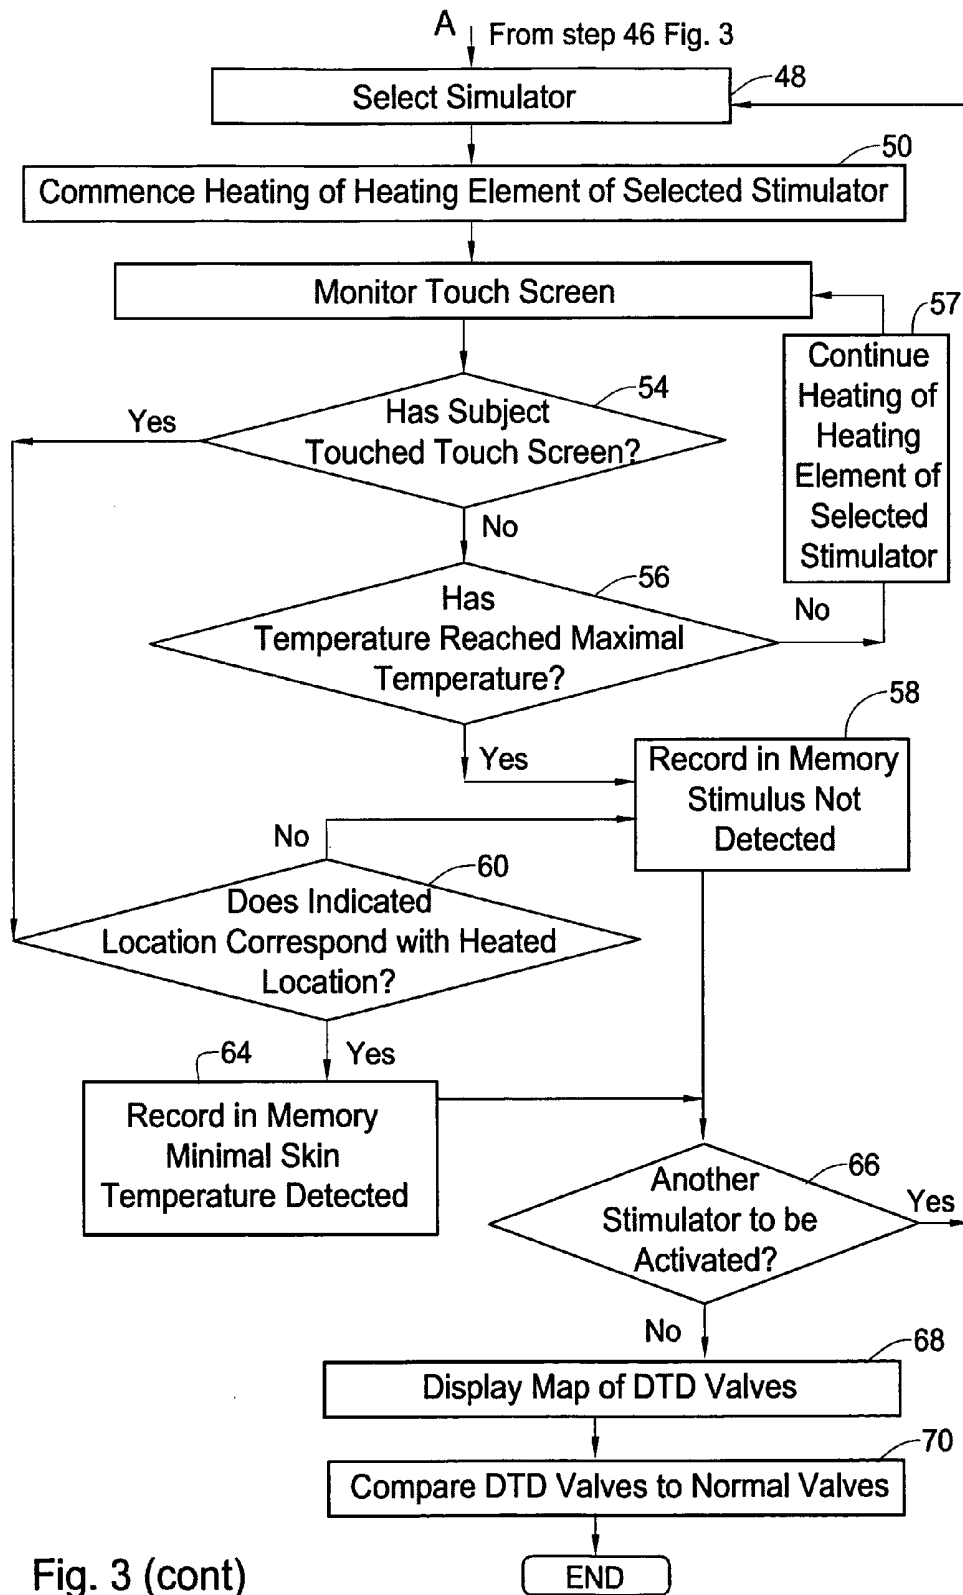 A
From step 46 Fig. 3
48
Select Simulator
50
Commence Heating of Heating Element of Selected Stimulator
Monitor Touch Screen
57
Continue
Heating of
Heating
Element of
Selected
Stimulator
54
Has Subject
Touched Touch Screen?
Yes
No
56
Has
Temperature Reached Maximal
Temperature?
No
Yes
58
Record in Memory
Stimulus Not
Detected
No
60
Does Indicated
Location Correspond with Heated
Location?
Yes
64
Record in Memory
Minimal Skin
Temperature Detected
66
Another
Stimulator to be
Activated?
Yes
No
68
Display Map of DTD Valves
70
Compare DTD Valves to Normal Valves
END
Fig. 3 (cont)